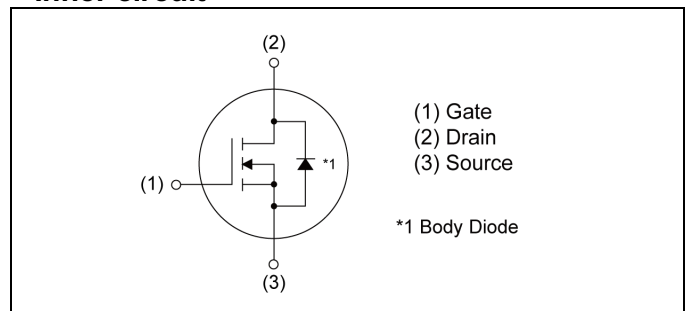 (2)
(1) Gate
(2) Drain
(3) Source
*1
(1)
*1 Body Diode
(3)